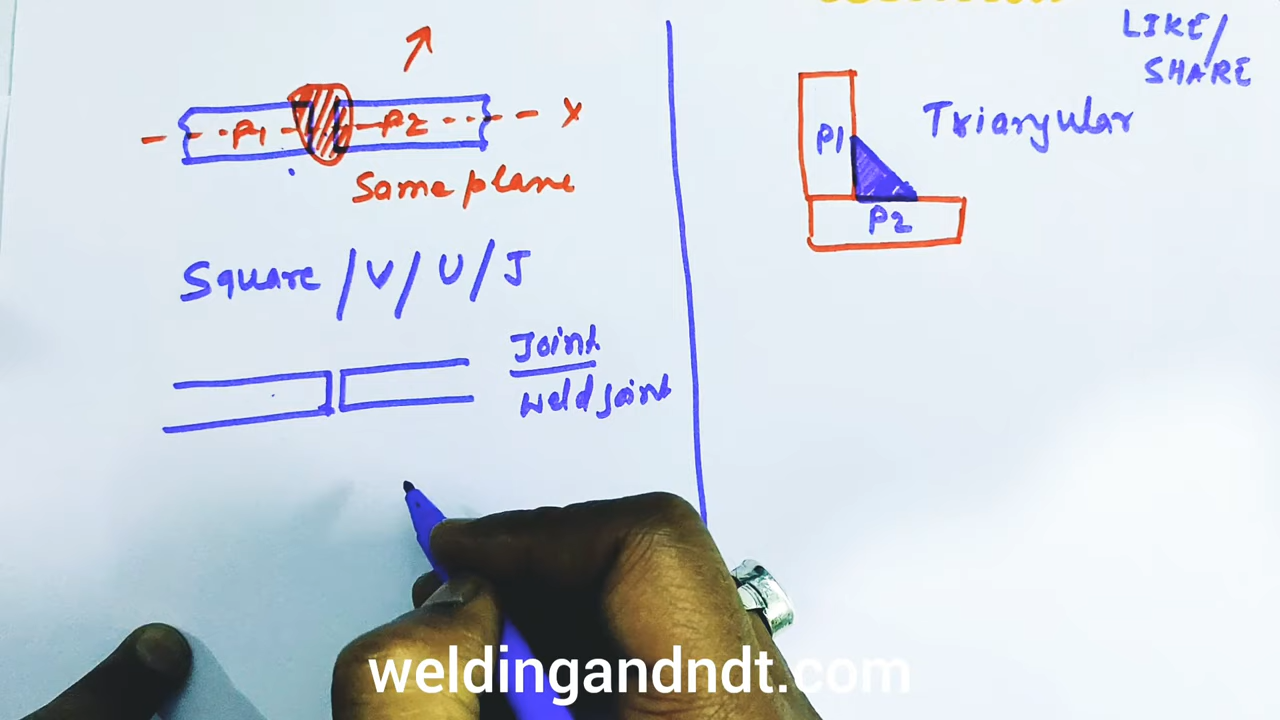 LIKE/
SHARE
P1 P2 X
Same plane
Square / V / U / J
Joint
Weld joint
Triangular
P1
P2
weldingandndt.com